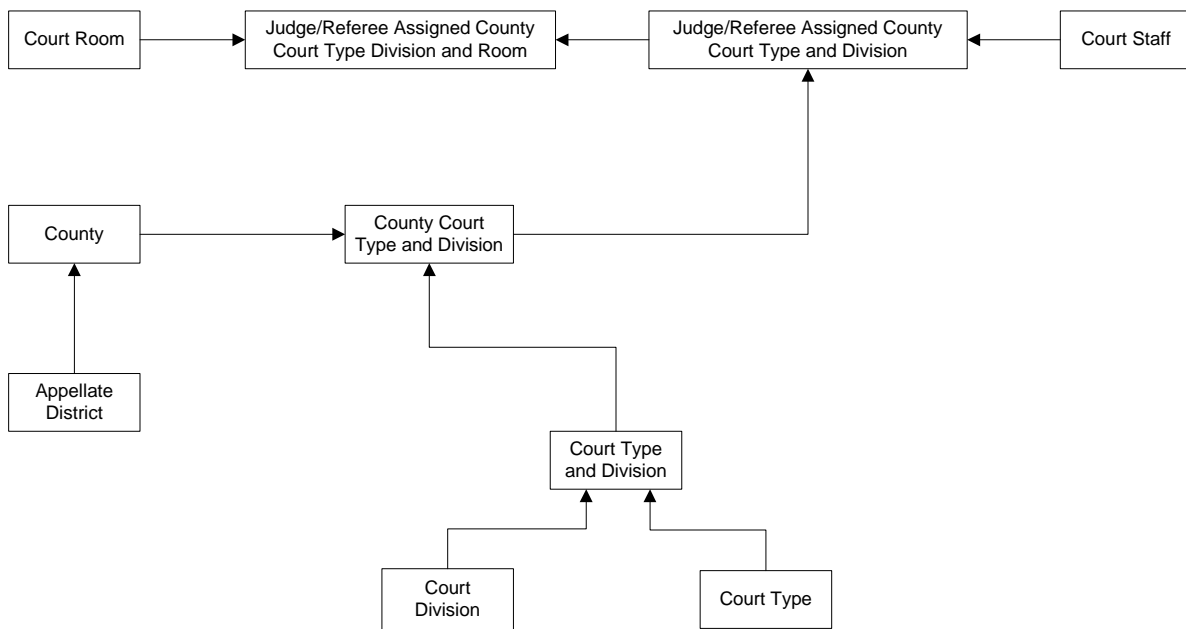 Court Room
Judge/Referee Assigned County
Court Type Division and Room
Judge/Referee Assigned County
Court Type and Division
Court Staff
County
County Court
Type and Division
Appellate
District
Court Type
and Division
Court
Division
Court Type